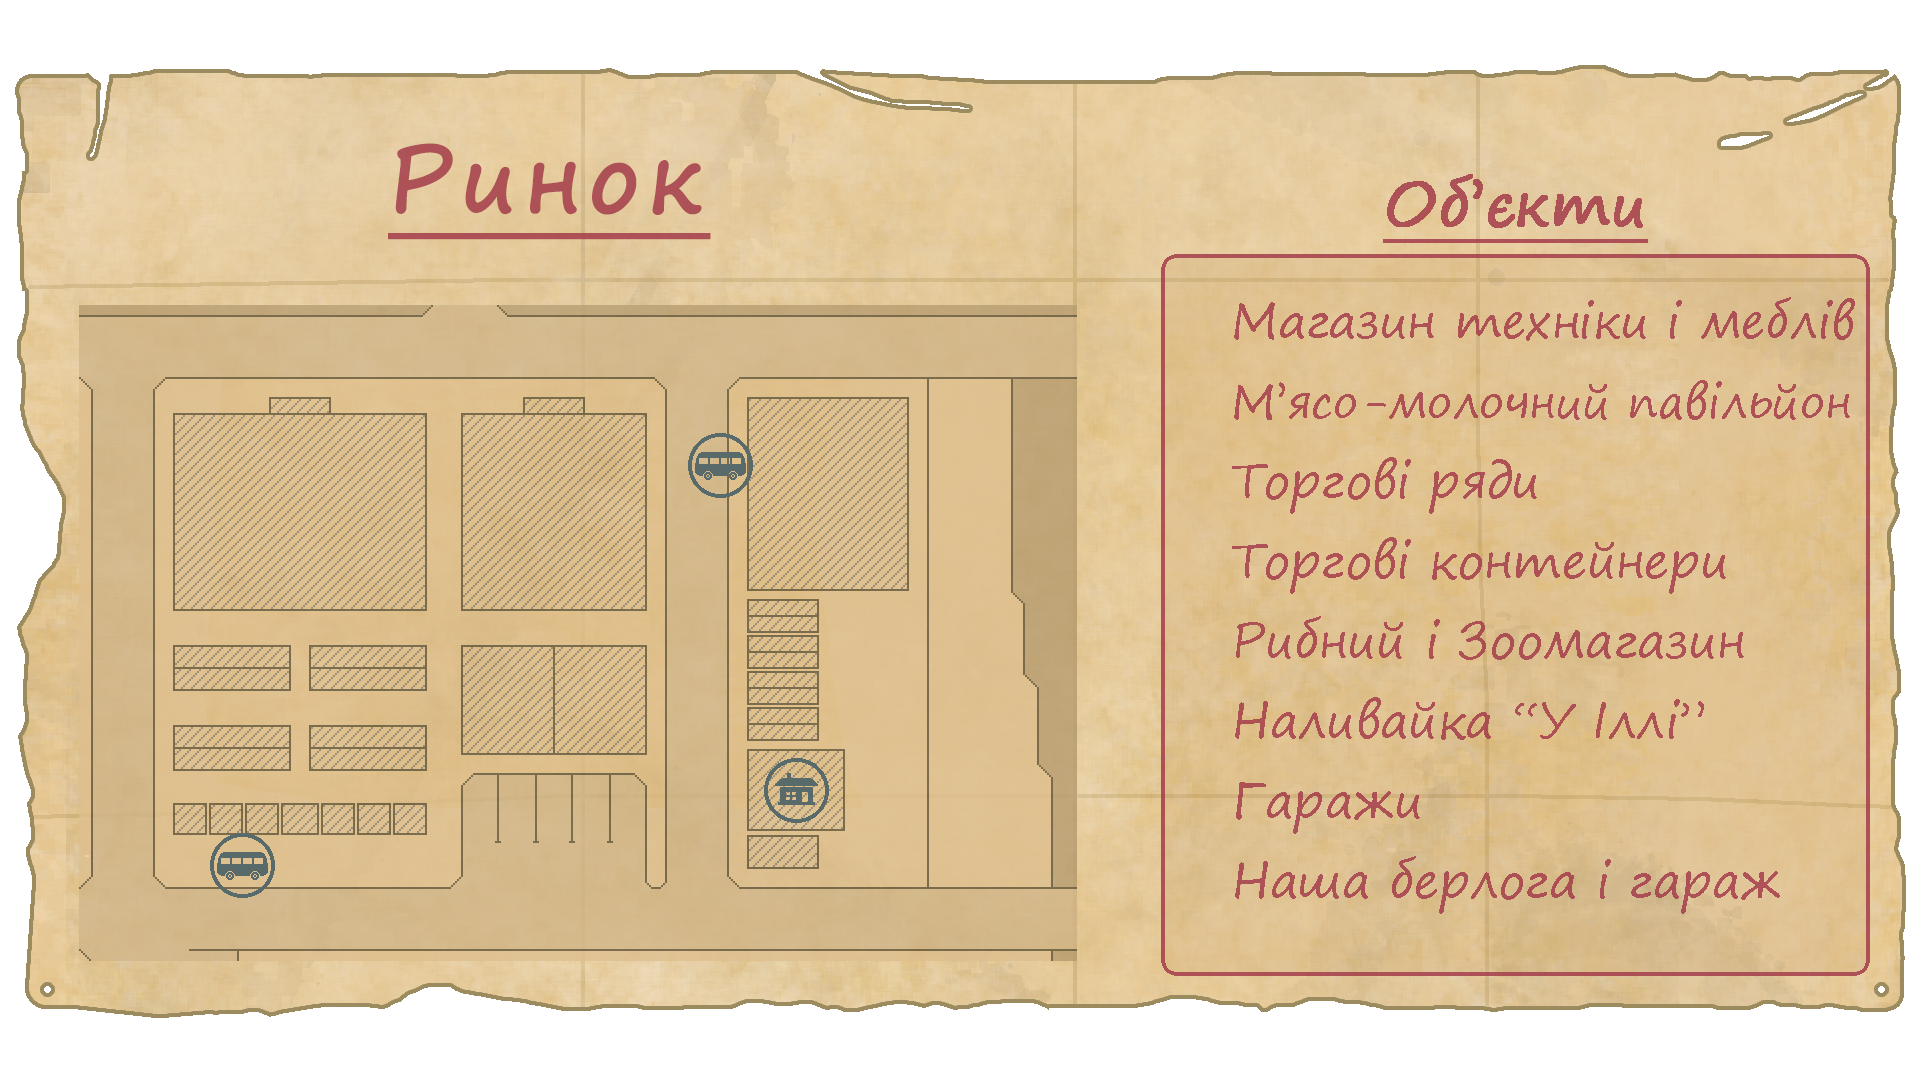 Ринок
Об’єкти
Магазин техніки і меблів
М’ясо-молочний павільйон
Торгові ряди
Торгові контейнери
Рибний і Зоомагазин
Наливайка “У Іллі’’
Гаражи
Наша берлога і гараж